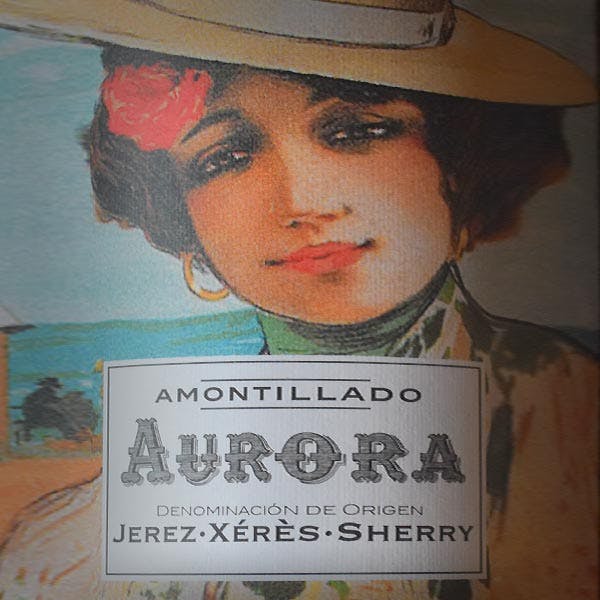 AMONTILLADO
AURORA
DENOMINACIÓN DE ORIGEN
JEREZ·XÉRÈS·SHERRY